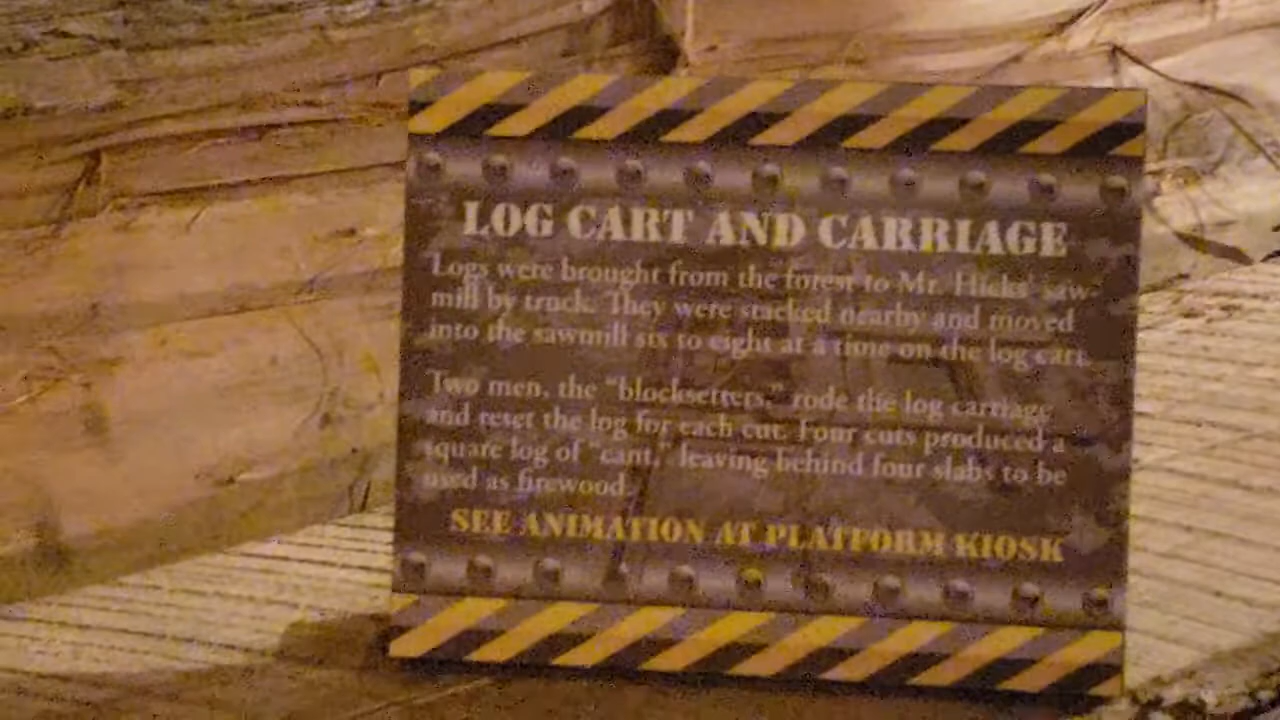 LOG CART AND CARRIAGE
Logs were brought from the forest to Mr. Hicks' saw-
mill by truck. They were stacked nearby and moved
into the sawmill six to eight at a time on the log cart.
Two men, the "blocksetters," rode the log carriage
and reset the log for each cut. Four cuts produced a
square log of "cant," leaving behind four slabs to be
used as firewood.
SEE ANIMATION AT PLATFORM KIOSK